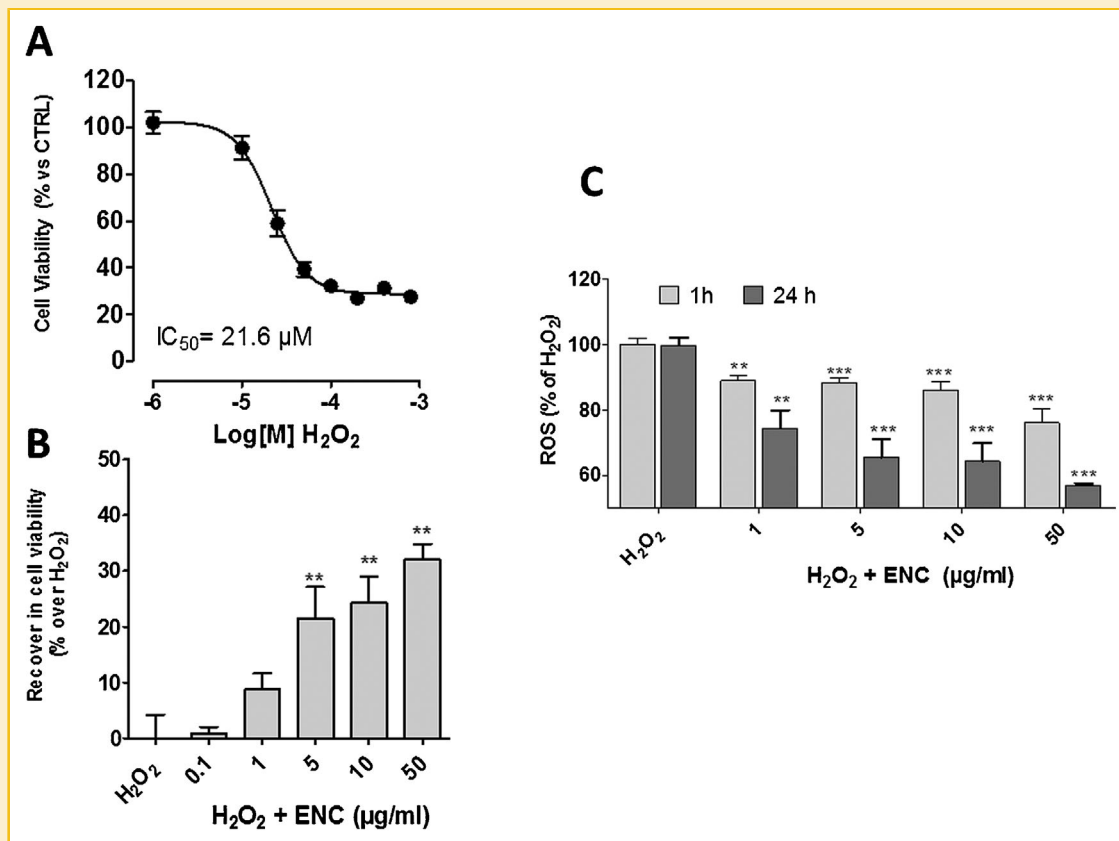 A
Cell Viability (% vs CTRL)
120
100
80
60
40
20
0
IC₅₀= 21.6 µM
-6 -5 -4 -3
Log[M] H₂O₂
B
Recover in cell viability
(% over H₂O₂)
50
40
30
20
10
0
** ** **
H₂O₂ 0.1 1 5 10 50
H₂O₂ + ENC (µg/ml)
C
ROS (% of H₂O₂)
120
100
80
60
1h 24 h
** *** *** ***
** *** *** ***
H₂O₂ 1 5 10 50
H₂O₂ + ENC (µg/ml)